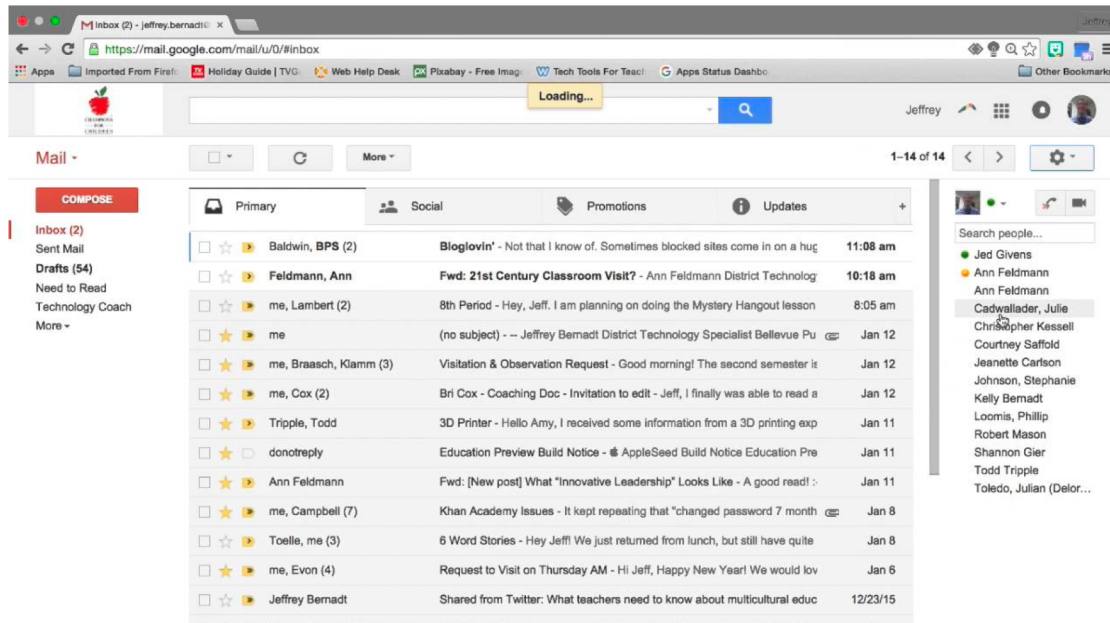 Inbox (2) - jeffrey.bernadt@
Jeffrey
https://mail.google.com/mail/u/0/#inbox
Apps Imported From Firefo Holiday Guide | TVG Web Help Desk Pixabay - Free Image Tech Tools For Teach Apps Status Dashbo Other Bookmarks
Loading...
CHAMPIONS
FOR
CHILDREN
Jeffrey
Mail
More
1–14 of 14
COMPOSE
Inbox (2)
Sent Mail
Drafts (54)
Need to Read
Technology Coach
More
Primary Social Promotions Updates +
Baldwin, BPS (2) Bloglovin' - Not that I know of. Sometimes blocked sites come in on a hug 11:08 am
Feldmann, Ann Fwd: 21st Century Classroom Visit? - Ann Feldmann District Technology 10:18 am
me, Lambert (2) 8th Period - Hey, Jeff. I am planning on doing the Mystery Hangout lesson 8:05 am
me (no subject) - -- Jeffrey Bernadt District Technology Specialist Bellevue Pu Jan 12
me, Braasch, Klamm (3) Visitation & Observation Request - Good morning! The second semester is Jan 12
me, Cox (2) Bri Cox - Coaching Doc - Invitation to edit - Jeff, I finally was able to read a Jan 12
Tripple, Todd 3D Printer - Hello Amy, I received some information from a 3D printing exp Jan 11
donotreply Education Preview Build Notice - AppleSeed Build Notice Education Pre Jan 11
Ann Feldmann Fwd: [New post] What "Innovative Leadership" Looks Like - A good read! :- Jan 11
me, Campbell (7) Khan Academy Issues - It kept repeating that "changed password 7 month Jan 8
Toelle, me (3) 6 Word Stories - Hey Jeff! We just returned from lunch, but still have quite Jan 8
me, Evon (4) Request to Visit on Thursday AM - Hi Jeff, Happy New Year! We would lov Jan 6
Jeffrey Bernadt Shared from Twitter: What teachers need to know about multicultural educ 12/23/15
Search people...
Jed Givens
Ann Feldmann
Ann Feldmann
Cadwallader, Julie
Christopher Kessell
Courtney Saffold
Jeanette Carlson
Johnson, Stephanie
Kelly Bernadt
Loomis, Phillip
Robert Mason
Shannon Gier
Todd Tripple
Toledo, Julian (Delor...